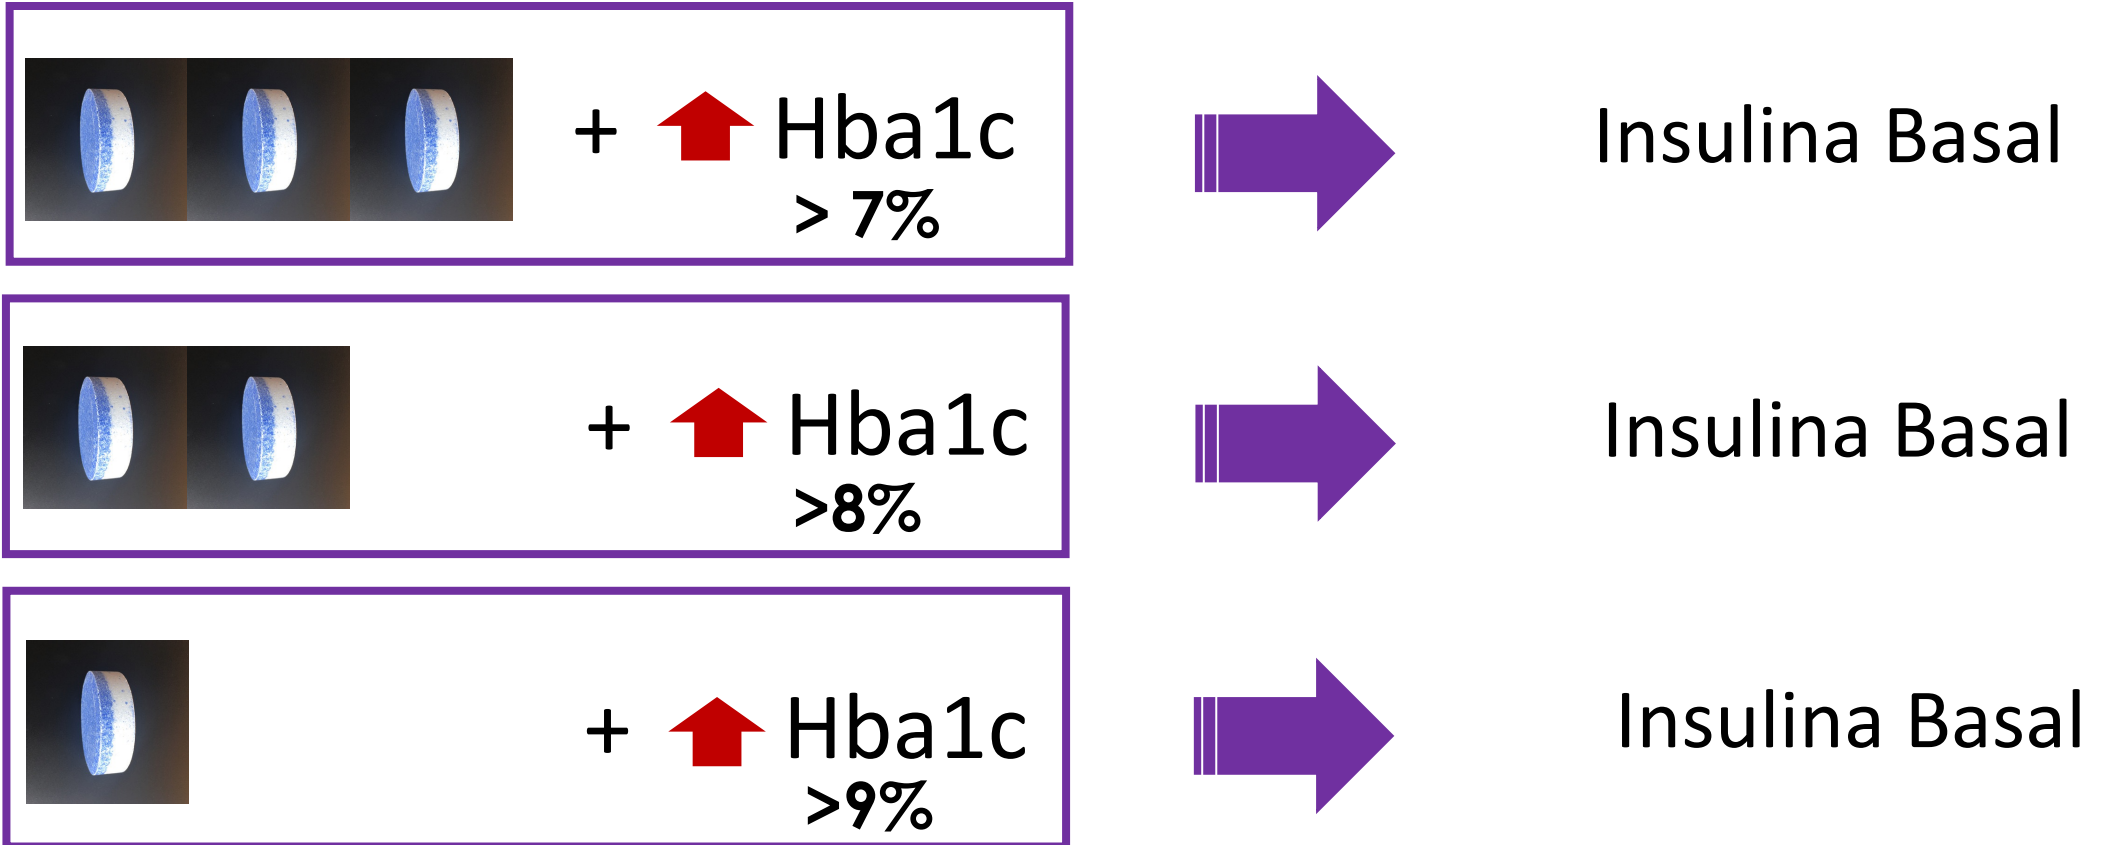 + Hba1c
> 7%
Insulina Basal
+ Hba1c
>8%
Insulina Basal
+ Hba1c
>9%
Insulina Basal